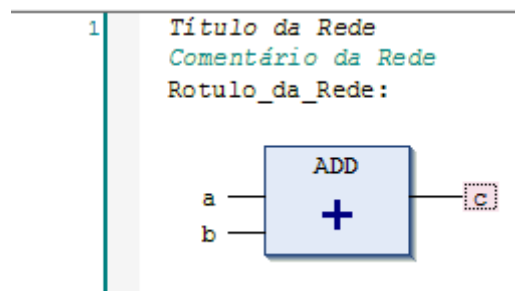 1
Título da Rede
Comentário da Rede
Rotulo_da_Rede:
ADD
a
+
c
b